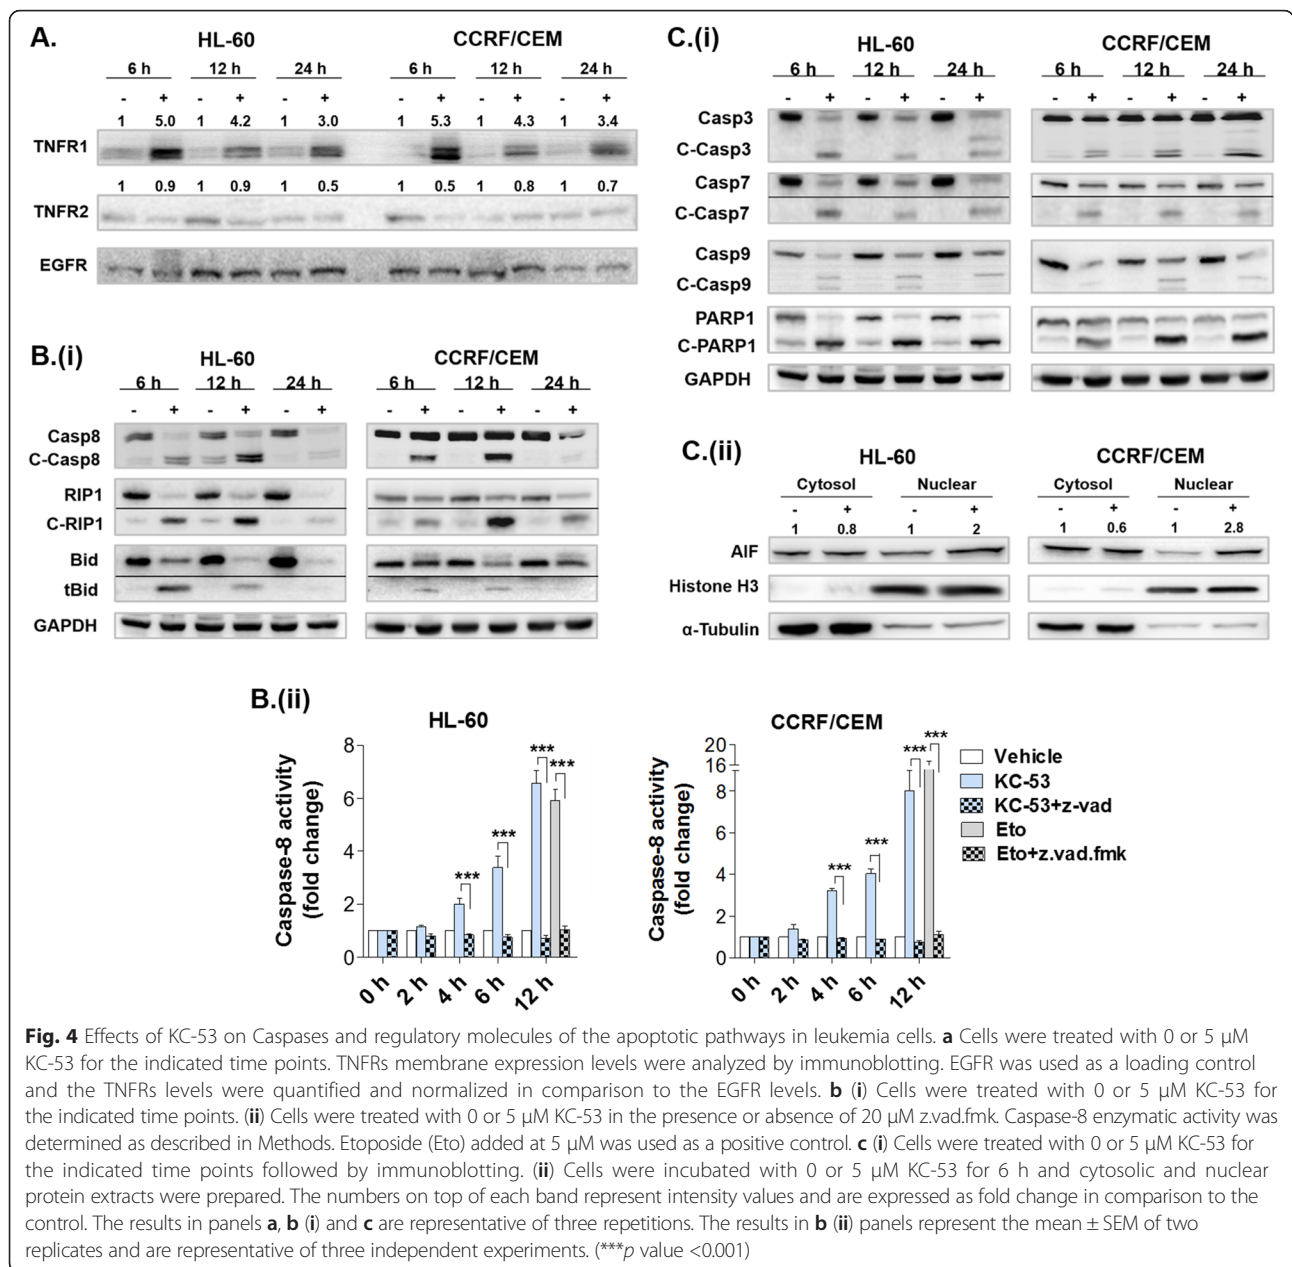 A.
HL-60 CCRF/CEM
6 h 12 h 24 h 6 h 12 h 24 h
- + - + - + - + - + - +
1 5.0 1 4.2 1 3.0 1 5.3 1 4.3 1 3.4
TNFR1
1 0.9 1 0.9 1 0.5 1 0.5 1 0.8 1 0.7
TNFR2
EGFR
B.(i)
HL-60 CCRF/CEM
6 h 12 h 24 h 6 h 12 h 24 h
- + - + - + - + - + - +
Casp8
C-Casp8
RIP1
C-RIP1
Bid
tBid
GAPDH
C.(i)
HL-60 CCRF/CEM
6 h 12 h 24 h 6 h 12 h 24 h
- + - + - + - + - + - +
Casp3
C-Casp3
Casp7
C-Casp7
Casp9
C-Casp9
PARP1
C-PARP1
GAPDH
C.(ii)
HL-60 CCRF/CEM
Cytosol Nuclear Cytosol Nuclear
- + - + - + - +
1 0.8 1 2 1 0.6 1 2.8
AIF
Histone H3
α-Tubulin
B.(ii)
HL-60
Caspase-8 activity
(fold change)
8
6
4
2
0
*** *** *** ***
0 h 2 h 4 h 6 h 12 h
CCRF/CEM
Caspase-8 activity
(fold change)
20
16
8
6
4
2
0
*** *** *** ***
0 h 2 h 4 h 6 h 12 h
Vehicle
KC-53
KC-53+z-vad
Eto
Eto+z.vad.fmk
Fig. 4 Effects of KC-53 on Caspases and regulatory molecules of the apoptotic pathways in leukemia cells. a Cells were treated with 0 or 5 μM
KC-53 for the indicated time points. TNFRs membrane expression levels were analyzed by immunoblotting. EGFR was used as a loading control
and the TNFRs levels were quantified and normalized in comparison to the EGFR levels. b (i) Cells were treated with 0 or 5 μM KC-53 for
the indicated time points. (ii) Cells were treated with 0 or 5 μM KC-53 in the presence or absence of 20 μM z.vad.fmk. Caspase-8 enzymatic activity was
determined as described in Methods. Etoposide (Eto) added at 5 μM was used as a positive control. c (i) Cells were treated with 0 or 5 μM KC-53 for
the indicated time points followed by immunoblotting. (ii) Cells were incubated with 0 or 5 μM KC-53 for 6 h and cytosolic and nuclear
protein extracts were prepared. The numbers on top of each band represent intensity values and are expressed as fold change in comparison to the
control. The results in panels a, b (i) and c are representative of three repetitions. The results in b (ii) panels represent the mean ± SEM of two
replicates and are representative of three independent experiments. (***p value <0.001)